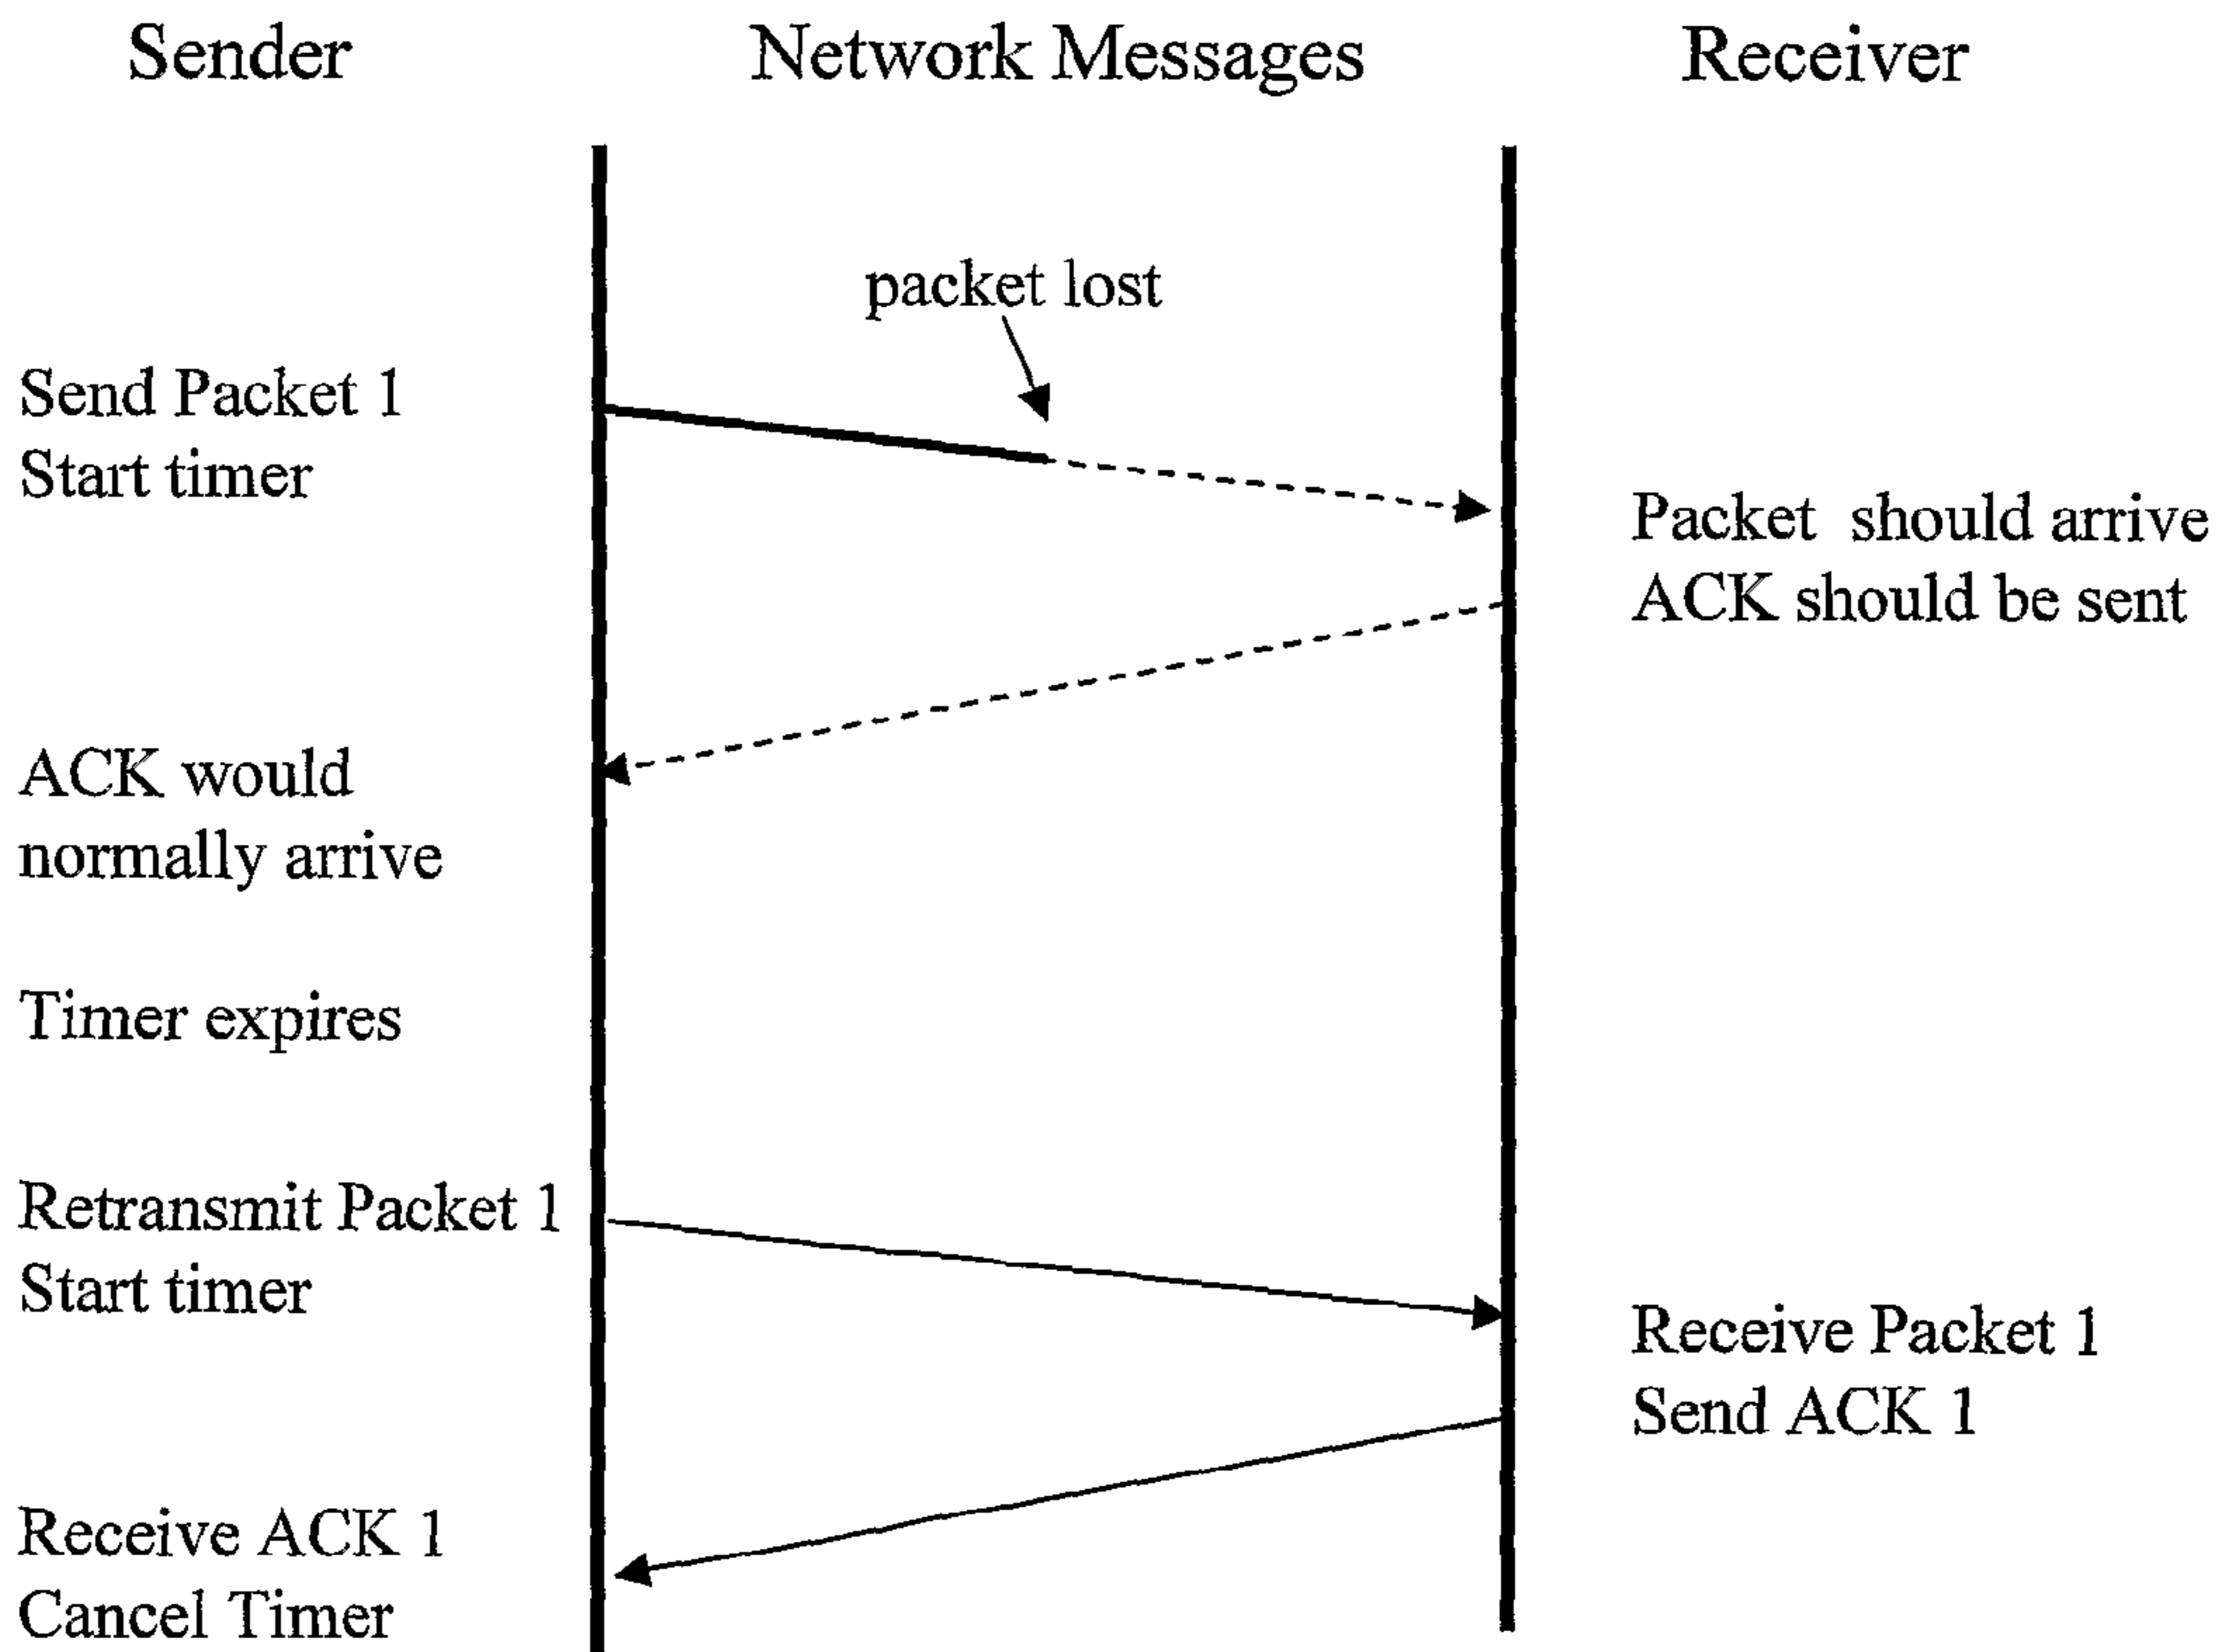 Sender
Network Messages
Receiver
packet lost
Send Packet 1
Start timer
Packet should arrive
ACK should be sent
ACK would
normally arrive
Timer expires
Retransmit Packet 1
Start timer
Receive Packet 1
Send ACK 1
Receive ACK 1
Cancel Timer